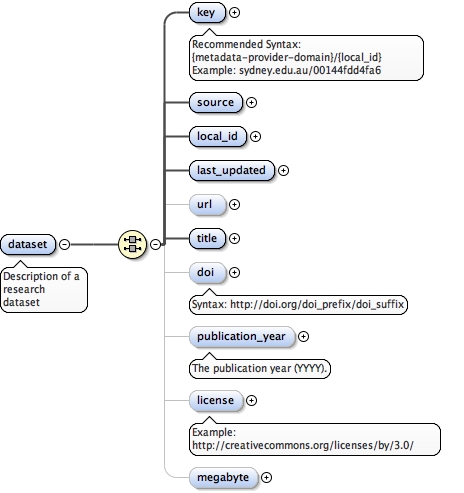 key
Recommended Syntax:
{metadata-provider-domain}/{local_id}
Example: sydney.edu.au/00144fdd4fa6
source
local_id
last_updated
url
dataset
title
Description of a
research
dataset
doi
Syntax: http://doi.org/doi_prefix/doi_suffix
publication_year
The publication year (YYYY).
license
Example:
http://creativecommons.org/licenses/by/3.0/
megabyte